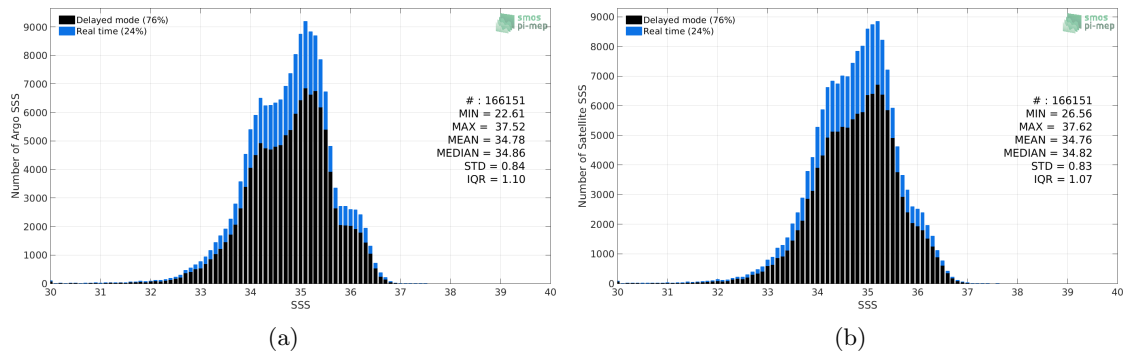 Delayed mode (76%)
Real time (24%)
smos
pi-mep
Number of Argo SSS
9000
8000
7000
6000
5000
4000
3000
2000
1000
0
# : 166151
MIN = 22.61
MAX = 37.52
MEAN = 34.78
MEDIAN = 34.86
STD = 0.84
IQR = 1.10
30 31 32 33 34 35 36 37 38 39 40
SSS
(a)
Delayed mode (76%)
Real time (24%)
smos
pi-mep
Number of Satellite SSS
9000
8000
7000
6000
5000
4000
3000
2000
1000
0
# : 166151
MIN = 26.56
MAX = 37.62
MEAN = 34.76
MEDIAN = 34.82
STD = 0.83
IQR = 1.07
30 31 32 33 34 35 36 37 38 39 40
SSS
(b)